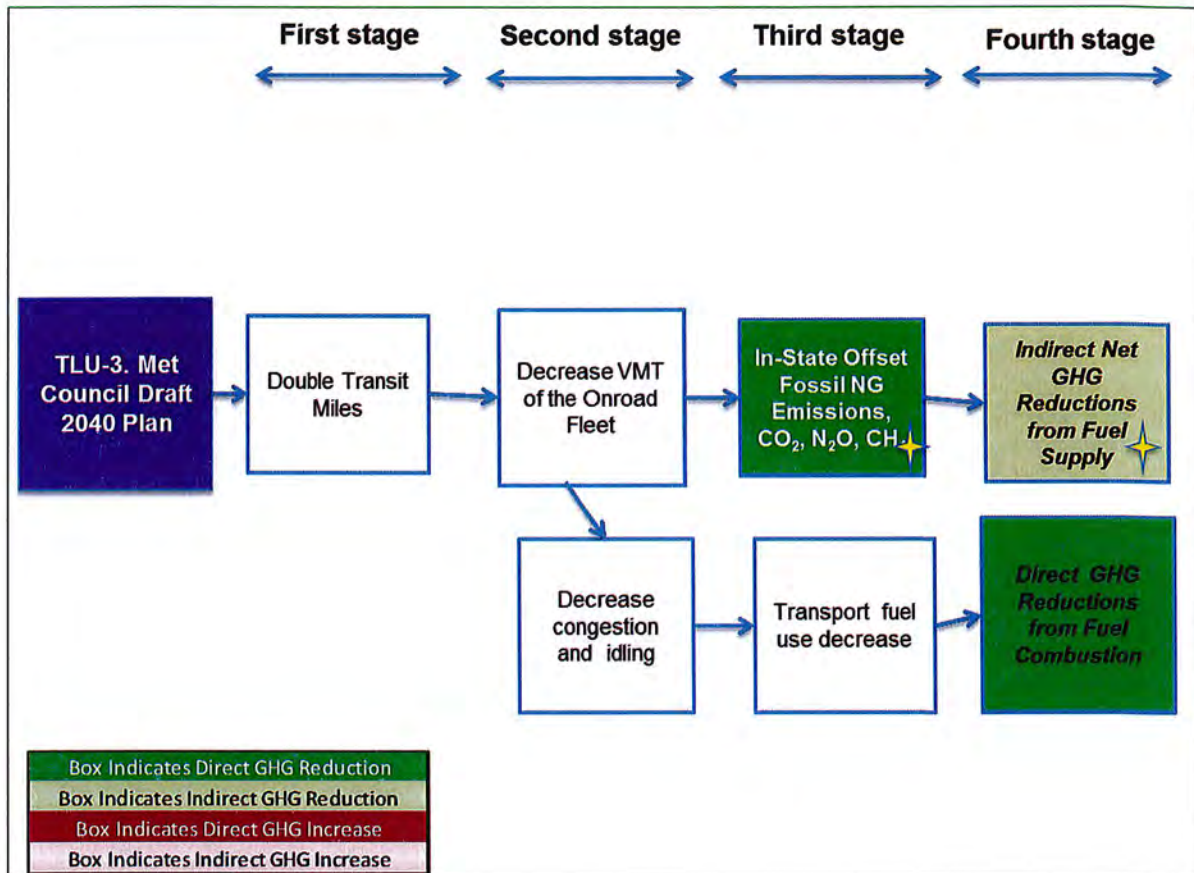 First stage
Second stage
Third stage
Fourth stage
TLU-3. Met
Council Draft
2040 Plan
Double Transit
Miles
Decrease VMT
of the Onroad
Fleet
In-State Offset
Fossil NG
Emissions,
CO₂, N₂O, CH₄
Indirect Net
GHG
Reductions
from Fuel
Supply
Decrease
congestion
and idling
Transport fuel
use decrease
Direct GHG
Reductions
from Fuel
Combustion
Box Indicates Direct GHG Reduction
Box Indicates Indirect GHG Reduction
Box Indicates Direct GHG Increase
Box Indicates Indirect GHG Increase